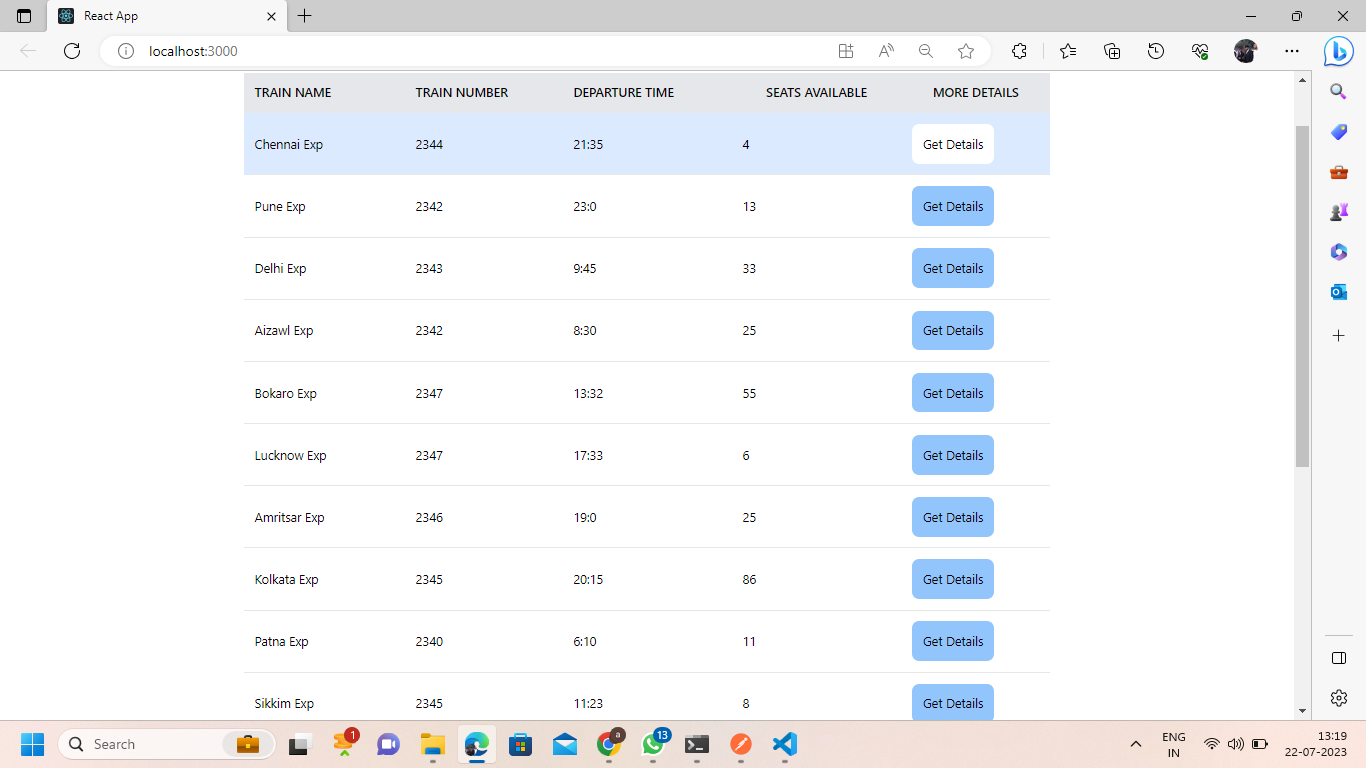 React App
localhost:3000
TRAIN NAME TRAIN NUMBER DEPARTURE TIME SEATS AVAILABLE MORE DETAILS
Chennai Exp 2344 21:35 4 Get Details
Pune Exp 2342 23:0 13 Get Details
Delhi Exp 2343 9:45 33 Get Details
Aizawl Exp 2342 8:30 25 Get Details
Bokaro Exp 2347 13:32 55 Get Details
Lucknow Exp 2347 17:33 6 Get Details
Amritsar Exp 2346 19:0 25 Get Details
Kolkata Exp 2345 20:15 86 Get Details
Patna Exp 2340 6:10 11 Get Details
Sikkim Exp 2345 11:23 8 Get Details
Search 1 a 13 ENG IN 13:19
22-07-2023